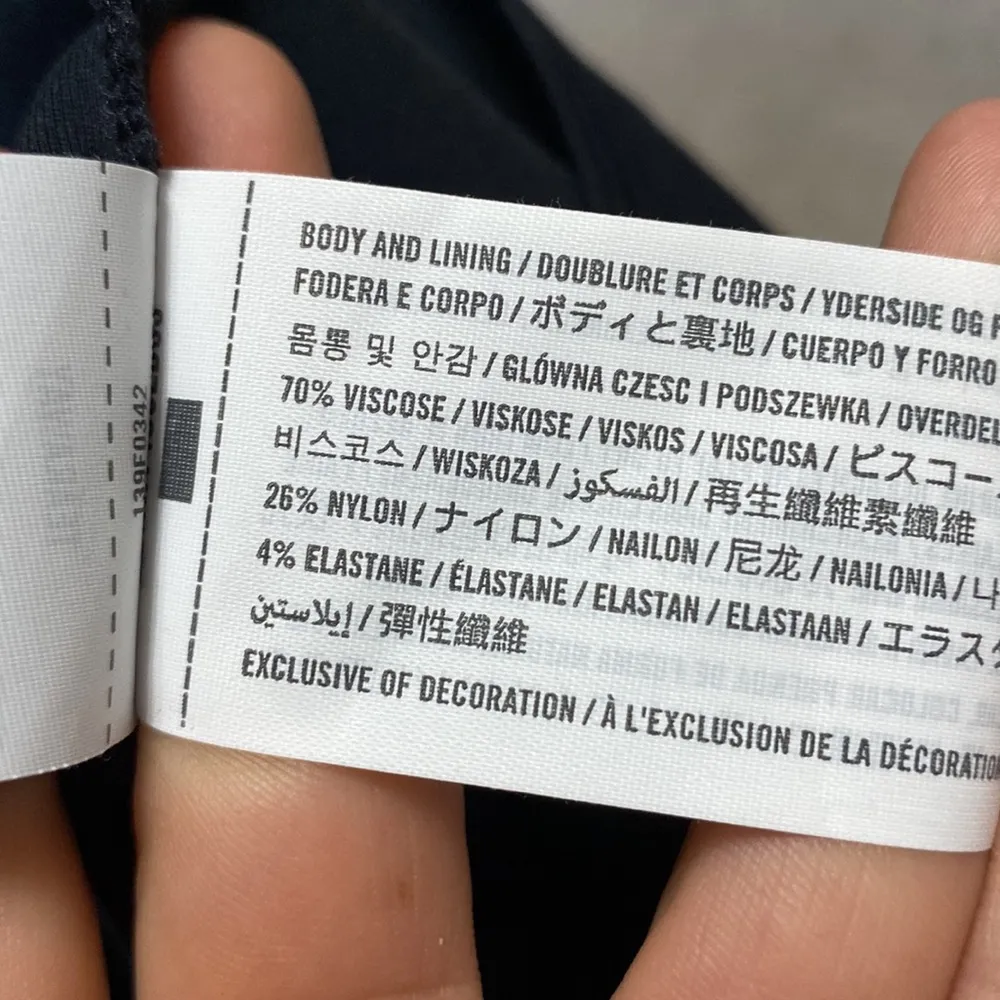 BODY AND LINING / DOUBLURE ET CORPS / YDERSIDE OG
FODERA E CORPO / ボディと裏地 / CUERPO Y FORRO
몸통 및 안감 / GLÓWNA CZESC I PODSZEWKA /
70% VISCOSE / VISKOSE / VISKOS / VISCOSA / ビスコー
비스코스 / WISKOZA / الفسكوز / 再生纖維素纖維
26% NYLON / ナイロン / NAILON / 尼龙 / NAILONIA /
4% ELASTANE / ÉLASTANE / ELASTAN / ELASTAAN / エラス
إيلاستين / 彈性纖維
EXCLUSIVE OF DECORATION / À L'EXCLUSION DE LA DÉCORATIO
139F0342